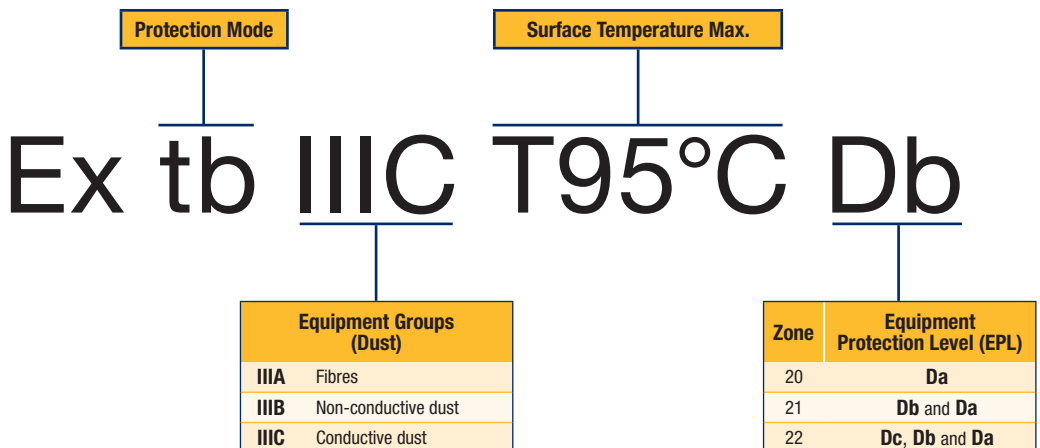 Protection Mode
Surface Temperature Max.
Ex tb IIIC T95°C Db
Equipment Groups
(Dust)
IIIA Fibres
IIIB Non-conductive dust
IIIC Conductive dust
Zone
Equipment
Protection Level (EPL)
20 Da
21 Db and Da
22 Dc, Db and Da